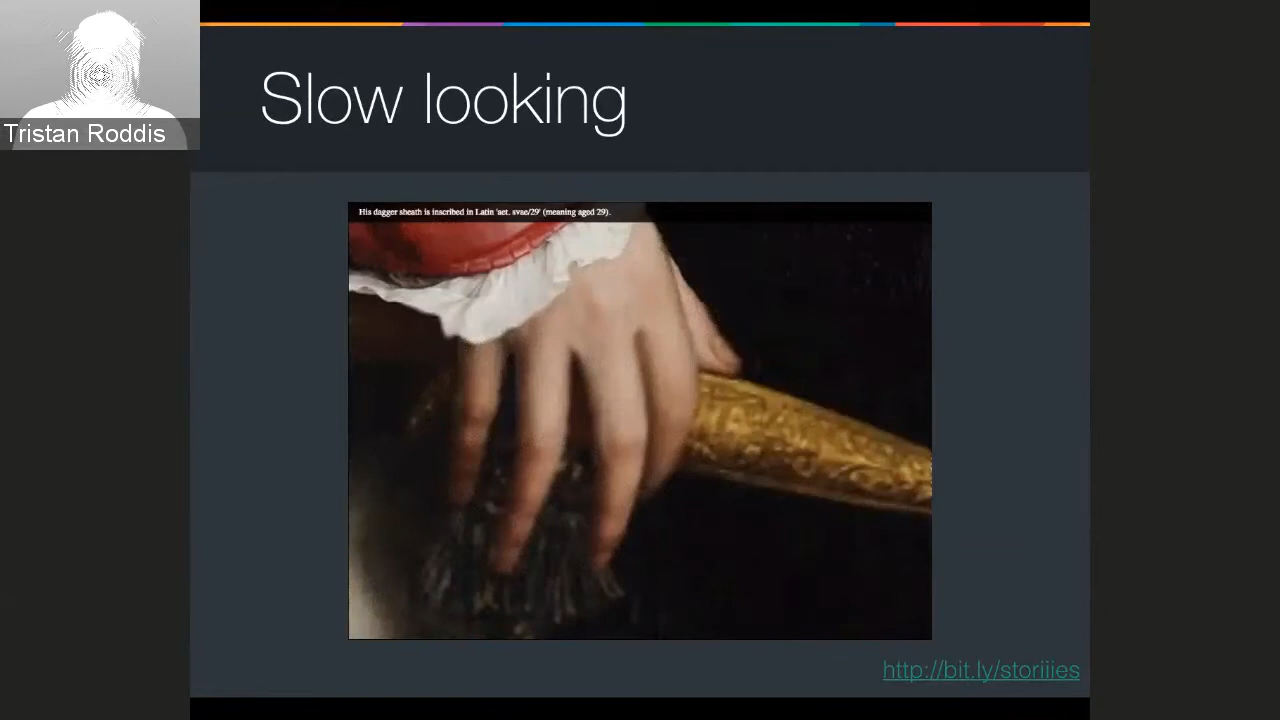 Slow looking
Tristan Roddis
His dagger sheath is inscribed in Latin 'aet. svae/29' (meaning aged 29).
http://bit.ly/storiiies